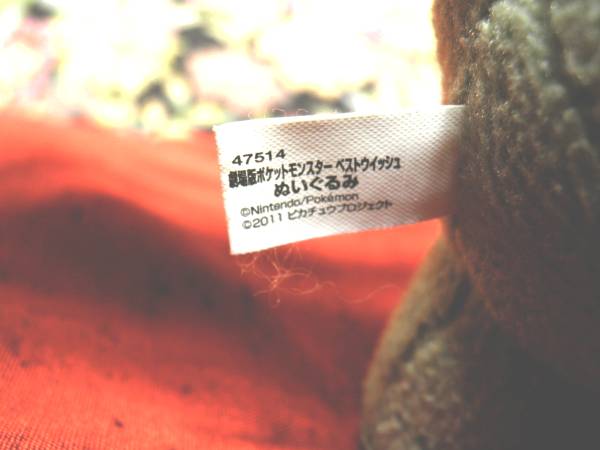 47514
劇場版ポケットモンスター ベストウイッシュ
ぬいぐるみ
©Nintendo/Pokémon
©2011 ピカチュウプロジェクト